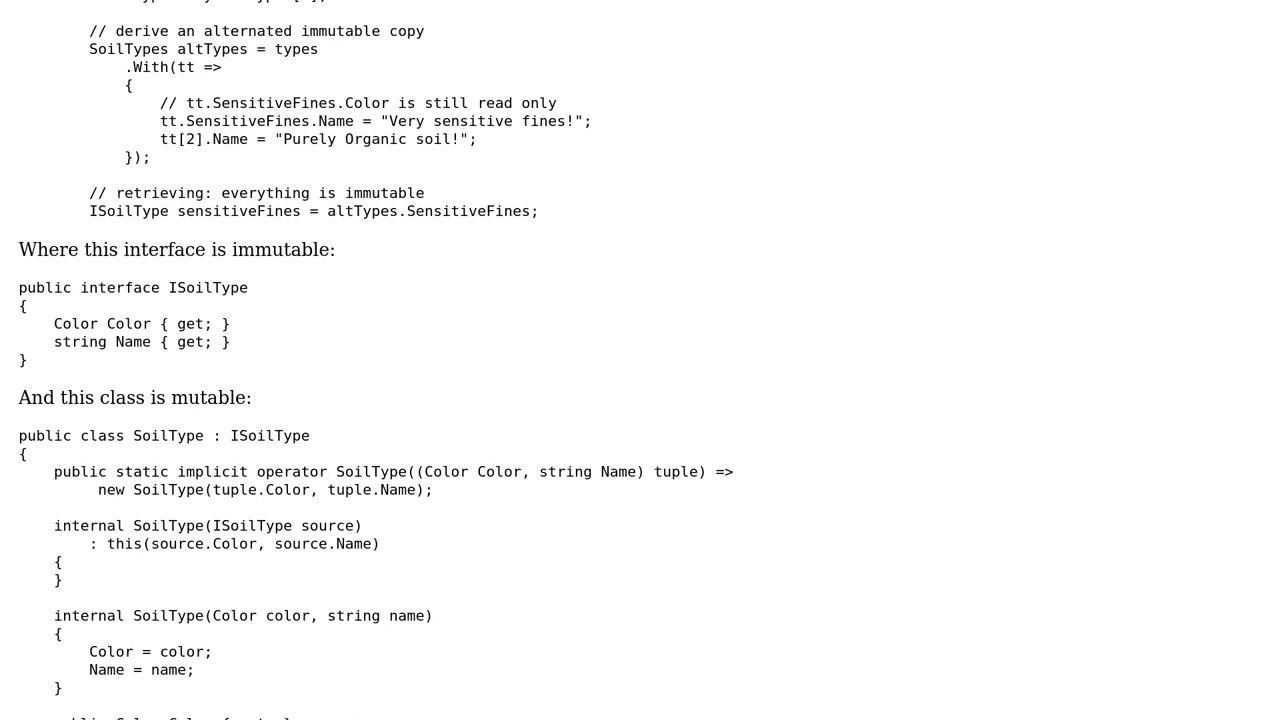 // derive an alternated immutable copy
        SoilTypes altTypes = types
            .With(tt =>
            {
                // tt.SensitiveFines.Color is still read only
                tt.SensitiveFines.Name = "Very sensitive fines!";
                tt[2].Name = "Purely Organic soil!";
            });

        // retrieving: everything is immutable
        ISoilType sensitiveFines = altTypes.SensitiveFines;

Where this interface is immutable:

public interface ISoilType
{
    Color Color { get; }
    string Name { get; }
}

And this class is mutable:

public class SoilType : ISoilType
{
    public static implicit operator SoilType((Color Color, string Name) tuple) =>
         new SoilType(tuple.Color, tuple.Name);

    internal SoilType(ISoilType source)
        : this(source.Color, source.Name)
    {
    }

    internal SoilType(Color color, string name)
    {
        Color = color;
        Name = name;
    }